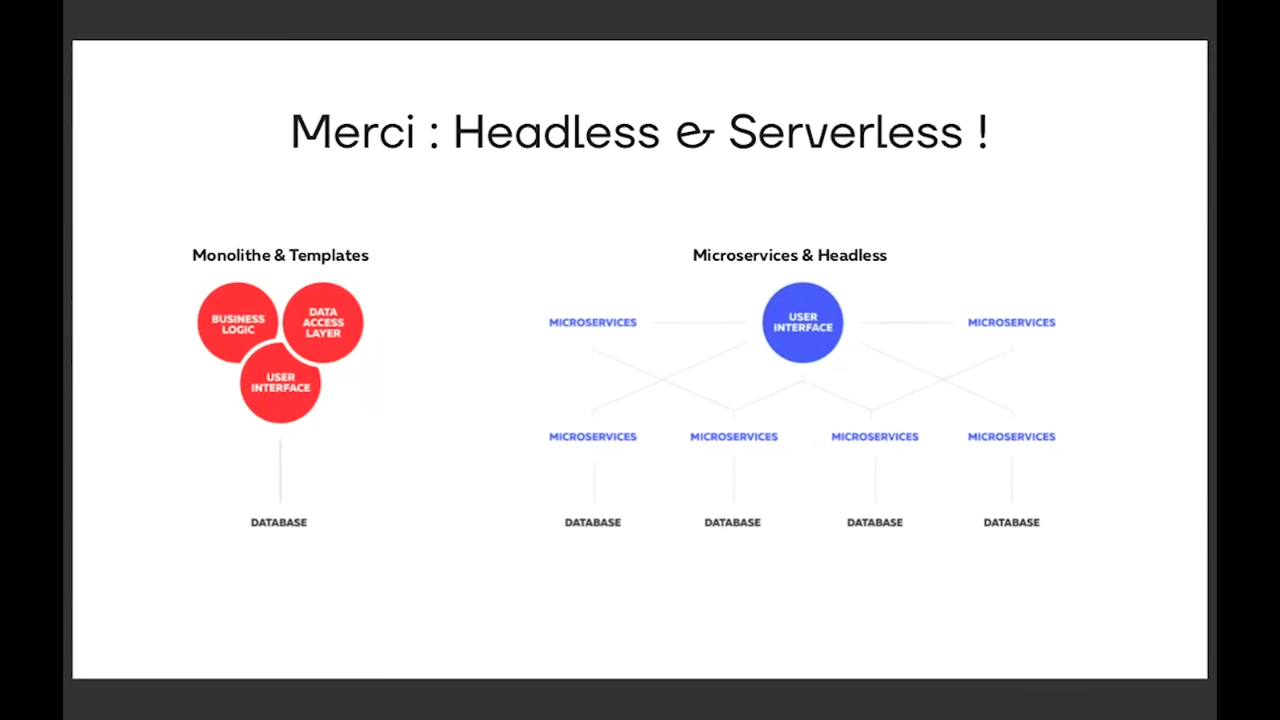 Merci : Headless & Serverless !
Monolithe & Templates
BUSINESS
LOGIC
DATA
ACCESS
LAYER
USER
INTERFACE
DATABASE
Microservices & Headless
MICROSERVICES
USER
INTERFACE
MICROSERVICES
MICROSERVICES
MICROSERVICES
MICROSERVICES
MICROSERVICES
DATABASE
DATABASE
DATABASE
DATABASE